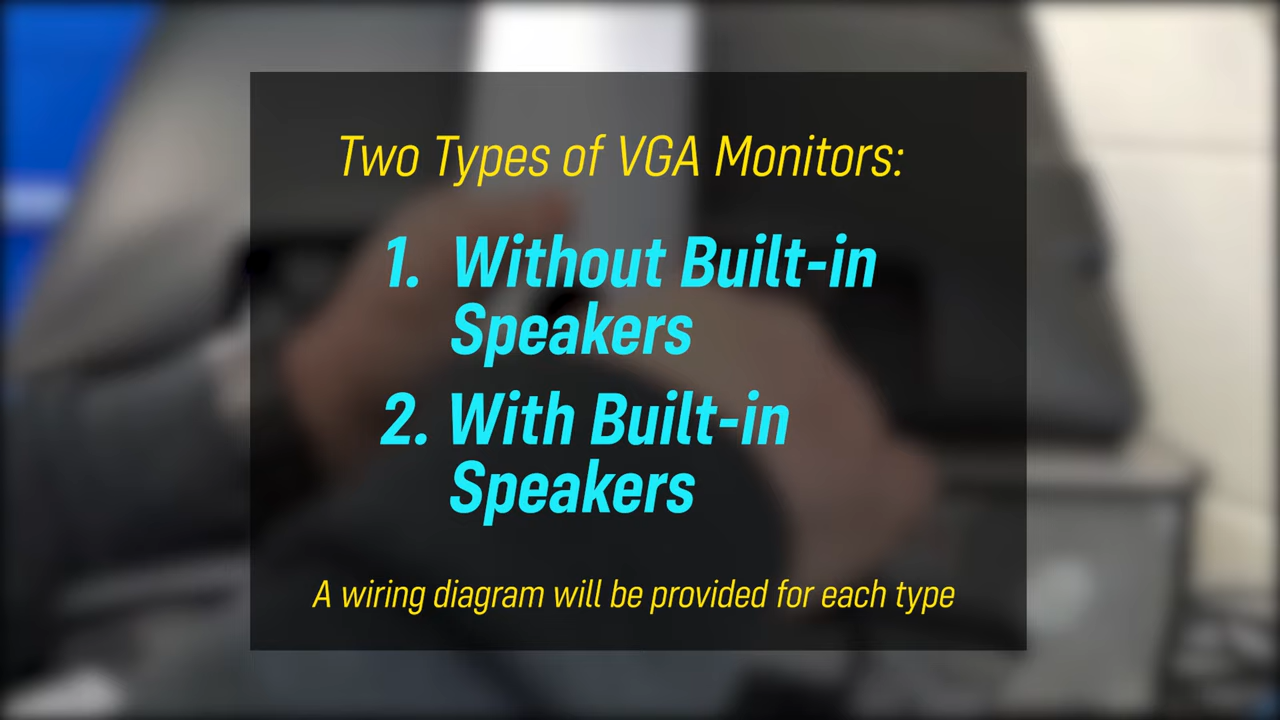 Two Types of VGA Monitors:
1. Without Built-in
Speakers
2. With Built-in
Speakers
A wiring diagram will be provided for each type